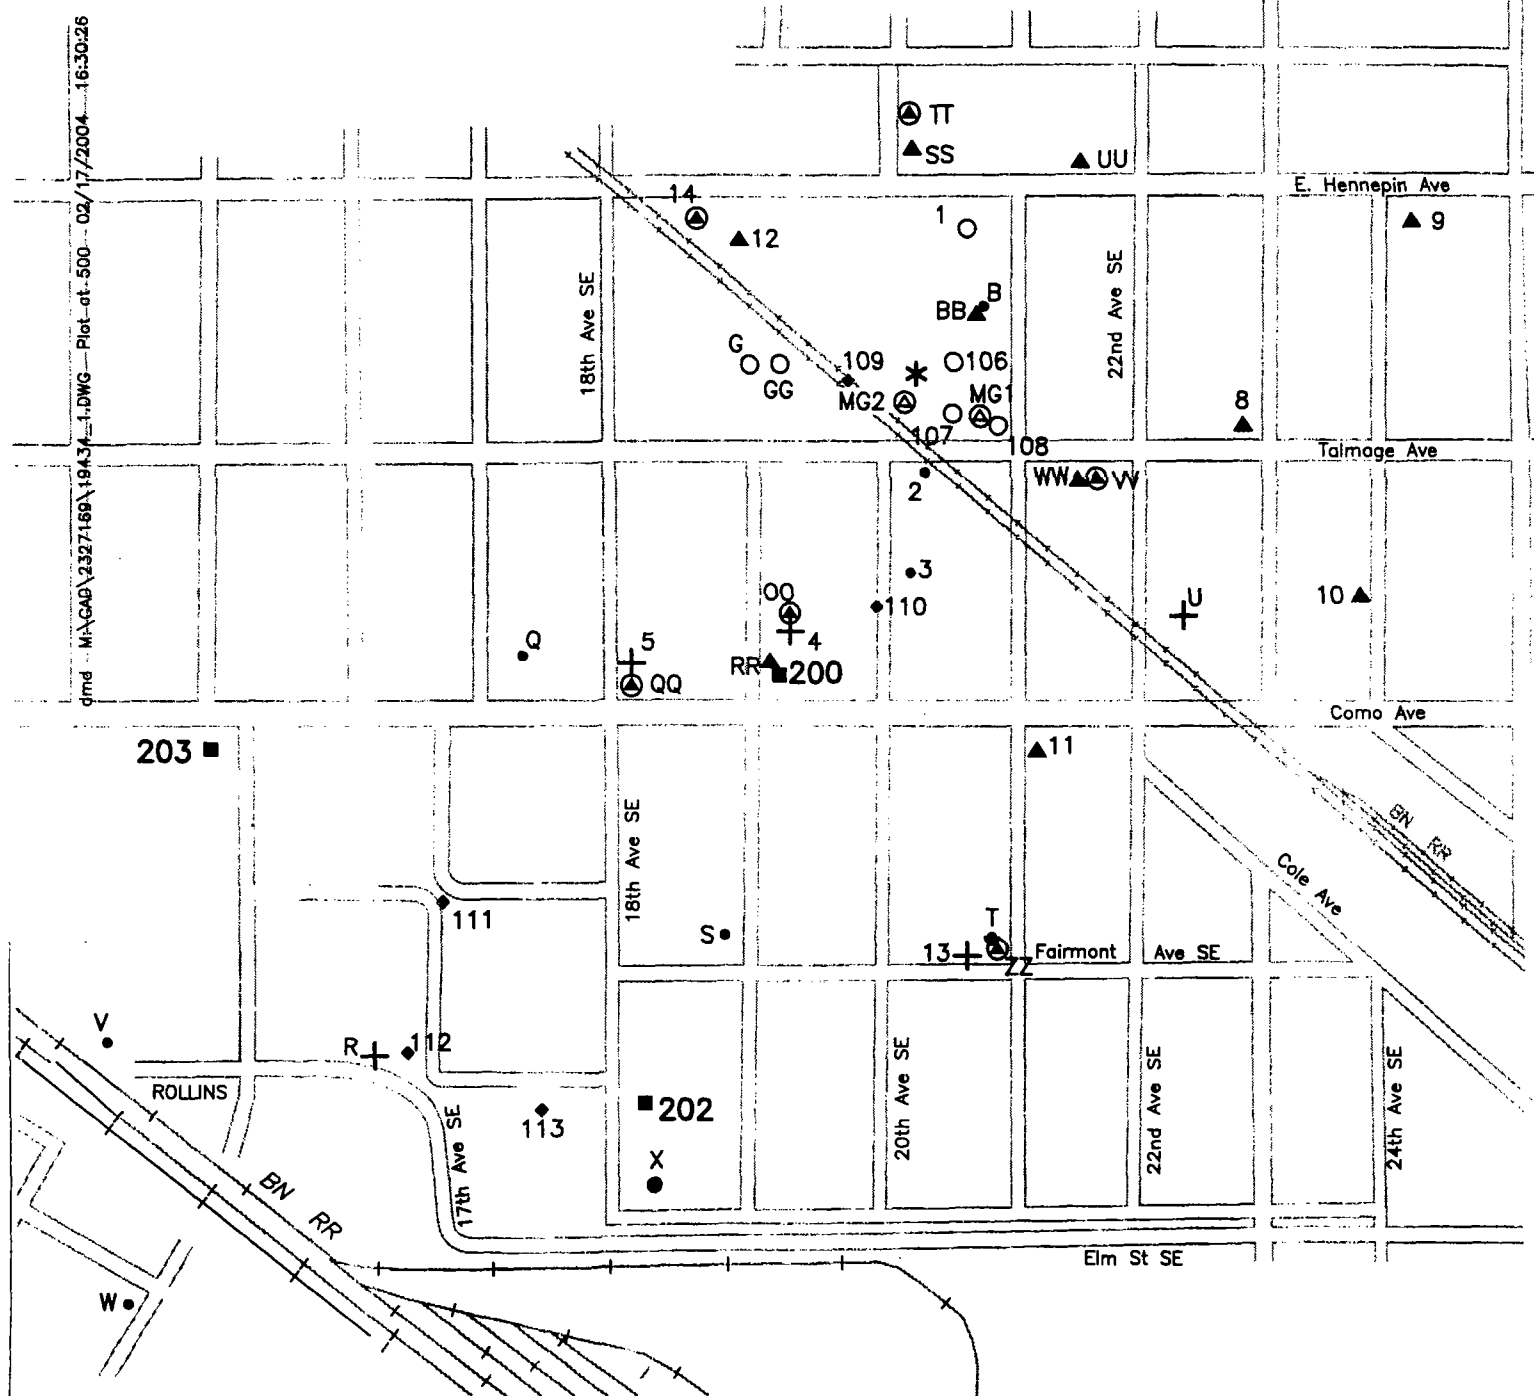 dmd M:\CAD\2327169\19434_1.DWG Plot at 500 02/17/2004 16:30:26
TT
SS
UU
E. Hennepin Ave
14
12
1
9
18th Ave SE
22nd Ave SE
B
BB
G
GG
109
106
MG2
MG1
107
108
8
Talmage Ave
2
WW
VV
3
OO
110
10
U
Q
5
4
RR
200
QQ
Como Ave
203
11
18th Ave SE
BN RR
Cole Ave
111
S
T
13
ZZ
Fairmont Ave SE
V
R
112
ROLLINS
17th Ave SE
113
202
X
20th Ave SE
22nd Ave SE
24th Ave SE
BN RR
Elm St SE
W